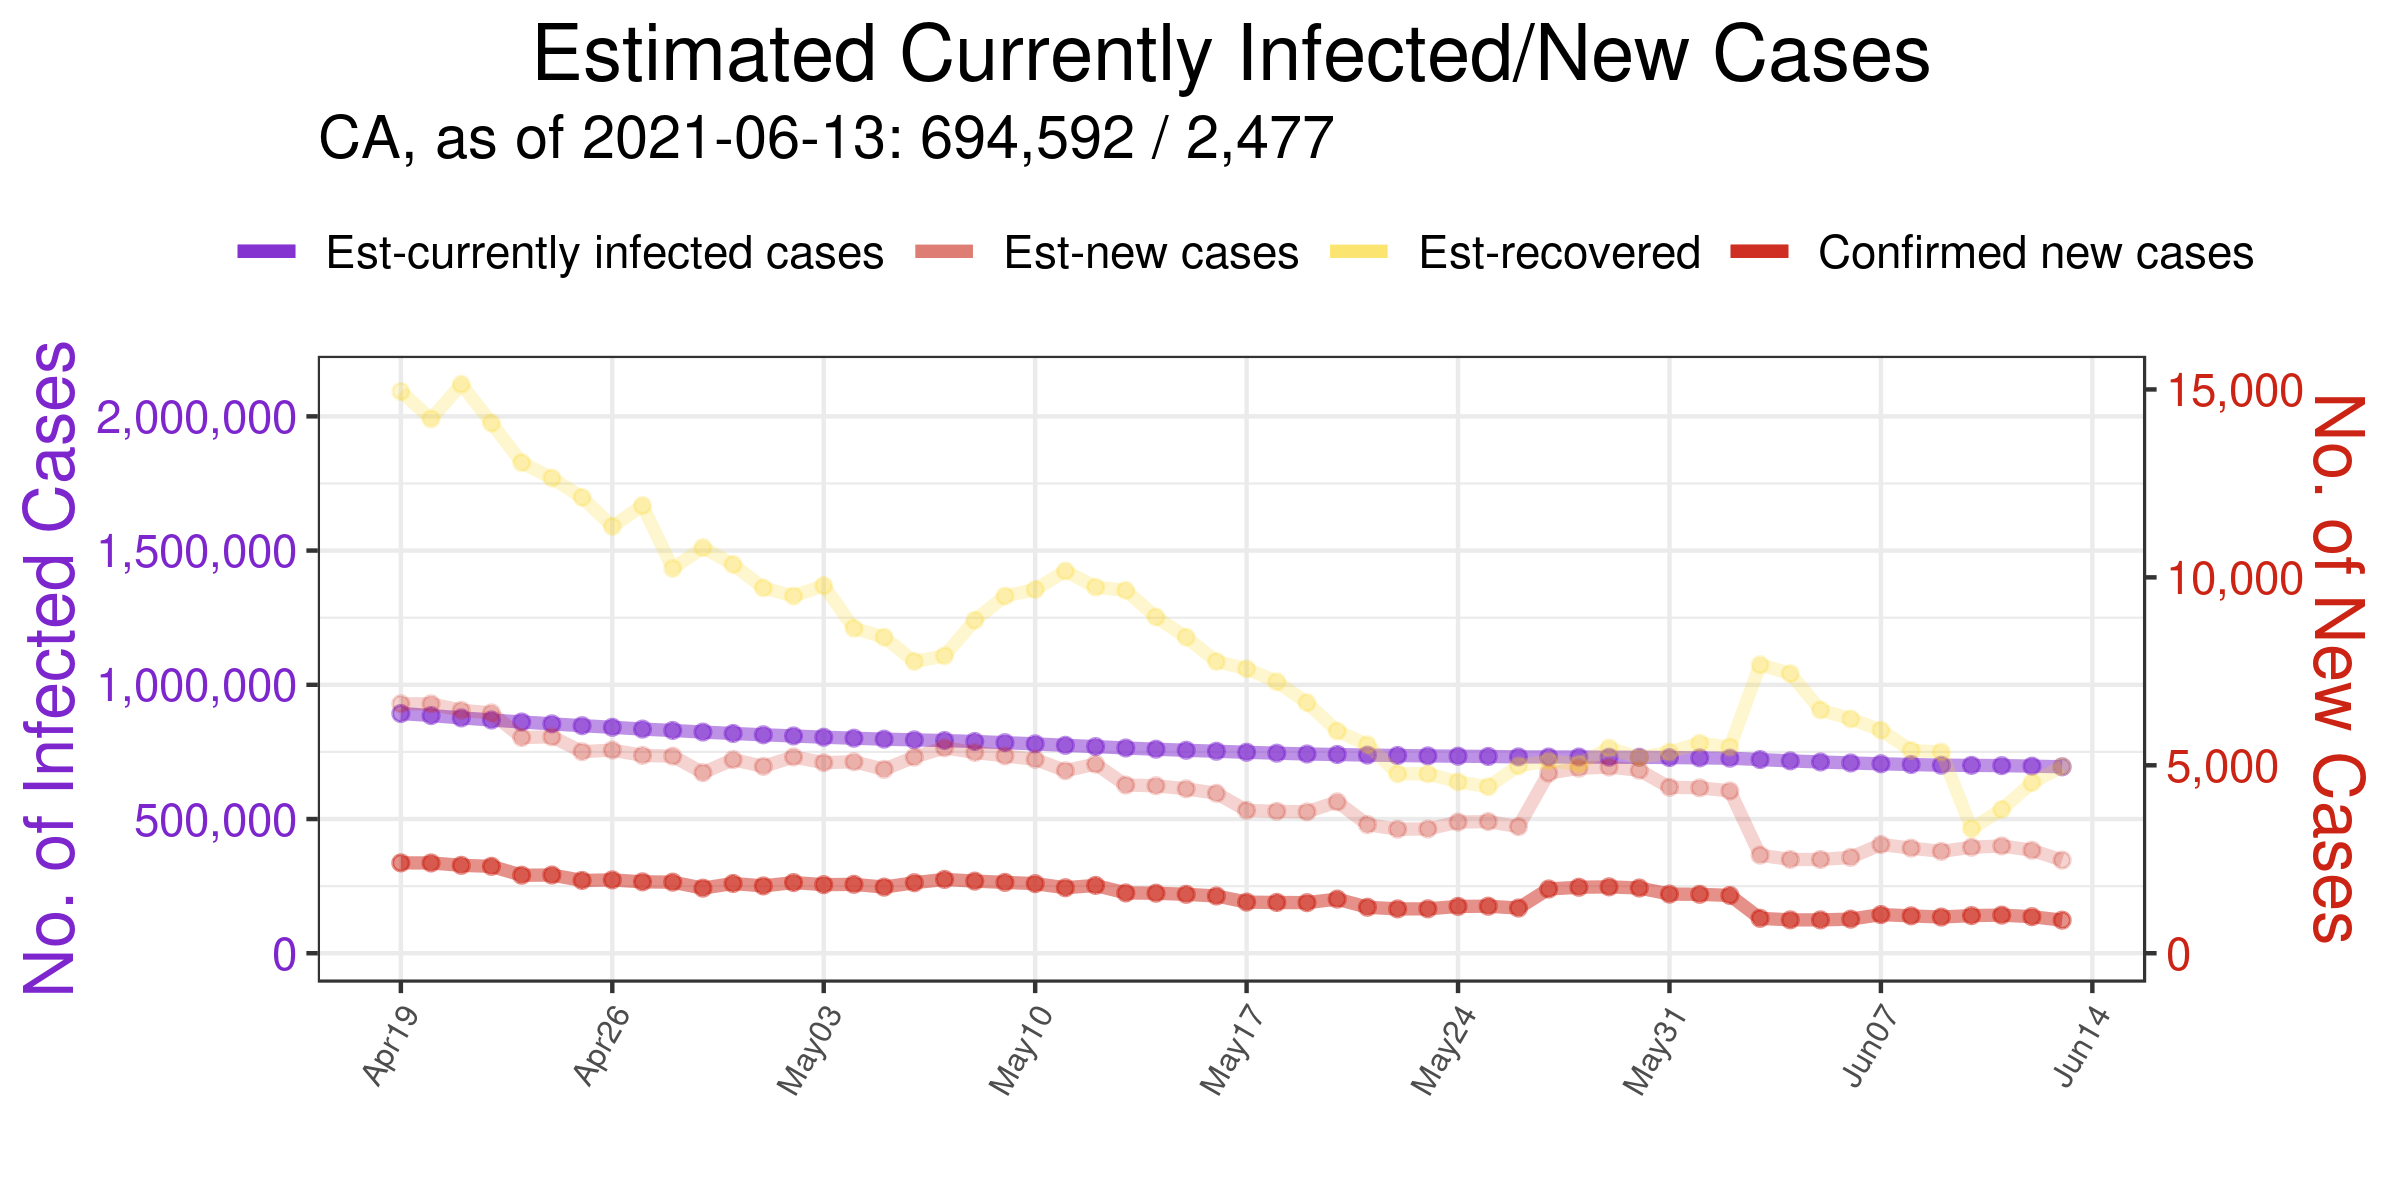 Estimated Currently Infected/New Cases
CA, as of 2021-06-13: 694,592 / 2,477
Est-currently infected cases Est-new cases Est-recovered Confirmed new cases
No. of Infected Cases
2,000,000
1,500,000
1,000,000
500,000
0
15,000
10,000
5,000
0
No. of New Cases
Apr19 Apr26 May03 May10 May17 May24 May31 Jun07 Jun14